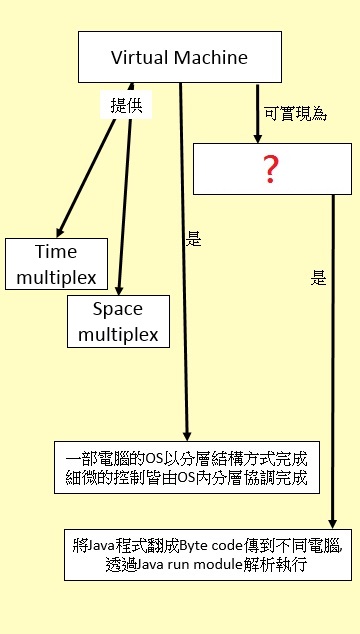 Virtual Machine
提供
可實現為
?
Time
multiplex
是
Space
multiplex
是
一部電腦的OS以分層結構方式完成
細微的控制皆由OS內分層協調完成
將Java程式翻成Byte code傳到不同電腦,
透過Java run module解析執行